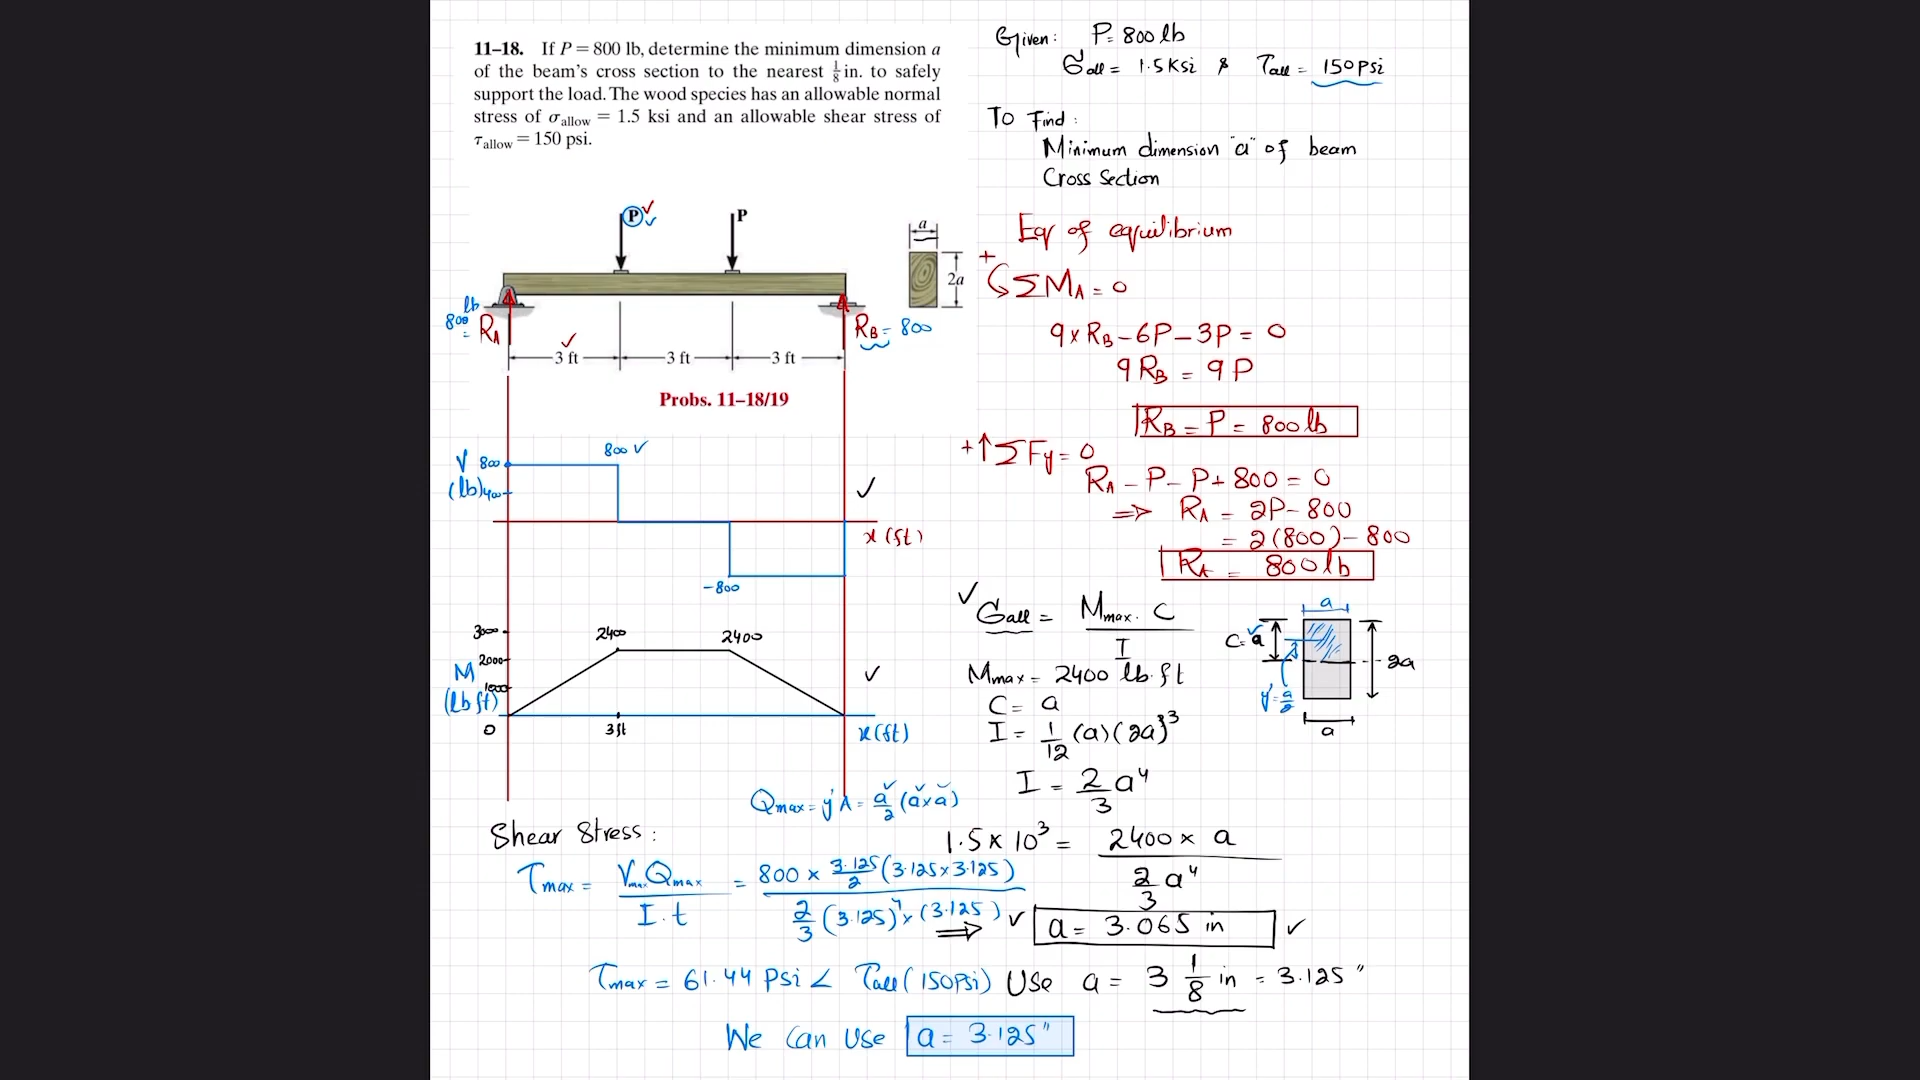 11–18. If P = 800 lb, determine the minimum dimension a
of the beam's cross section to the nearest 1/8 in. to safely
support the load. The wood species has an allowable normal
stress of σallow = 1.5 ksi and an allowable shear stress of
τallow = 150 psi.
P
P
a
2a
lb
800 = RA
RB = 800
3 ft
3 ft
3 ft
Probs. 11–18/19
V
(lb)
800
400
800
-800
x (ft)
M
(lb ft)
3000
2000
1000
0
2400
2400
3ft
x (ft)
Given: P = 800 lb
σall = 1.5 Ksi & τall = 150 Psi
To Find:
Minimum dimension "a" of beam
Cross Section
Eq of equilibrium
+ ΣMA = 0
9 x RB - 6P - 3P = 0
9 RB = 9P
RB = P = 800 lb
+↑ ΣFy = 0
RA - P - P + 800 = 0
=> RA = 2P - 800
= 2(800) - 800
RA = 800 lb
σall = Mmax. C / I
Mmax = 2400 lb.ft
C = a
I = 1/12 (a) (2a)^3
I = 2/3 a^4
a
C = a
2a
y' = a/2
a
1.5 x 10^3 = 2400 x a / 2/3 a^4
a = 3.065 in
Use a = 3 1/8 in = 3.125"
Qmax = y'A = a/2 (a x a)
Shear Stress:
τmax = Vmax Qmax / I.t = 800 x 3.125/2 (3.125 x 3.125) / 2/3 (3.125)^4 x (3.125) =>
τmax = 61.44 Psi < τall (150 Psi)
We Can Use a = 3.125"